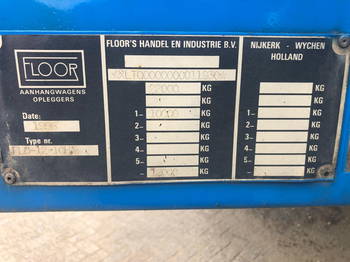 FLOOR
AANHANGWAGENS
OPLEGGERS
Date:
Type nr.
FLOOR'S HANDEL EN INDUSTRIE B.V.
KG
KG
1– 10000 KG
2– KG
3– KG
4– KG
5– KG
KG
NIJKERK - WYCHEN
HOLLAND
KG
KG
1– KG
2– KG
3– KG
4– KG
5– KG
KG